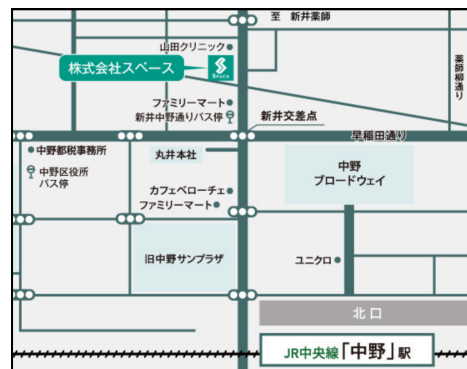 至 新井薬師
山田クリニック
株式会社スペース
Space
薬師柳通り
ファミリーマート
新井中野通りバス停
新井交差点
早稲田通り
中野都税事務所
丸井本社
中野区役所
バス停
中野
ブロードウェイ
カフェベローチェ
ファミリーマート
旧中野サンプラザ
ユニクロ
北口
JR中央線「中野」駅